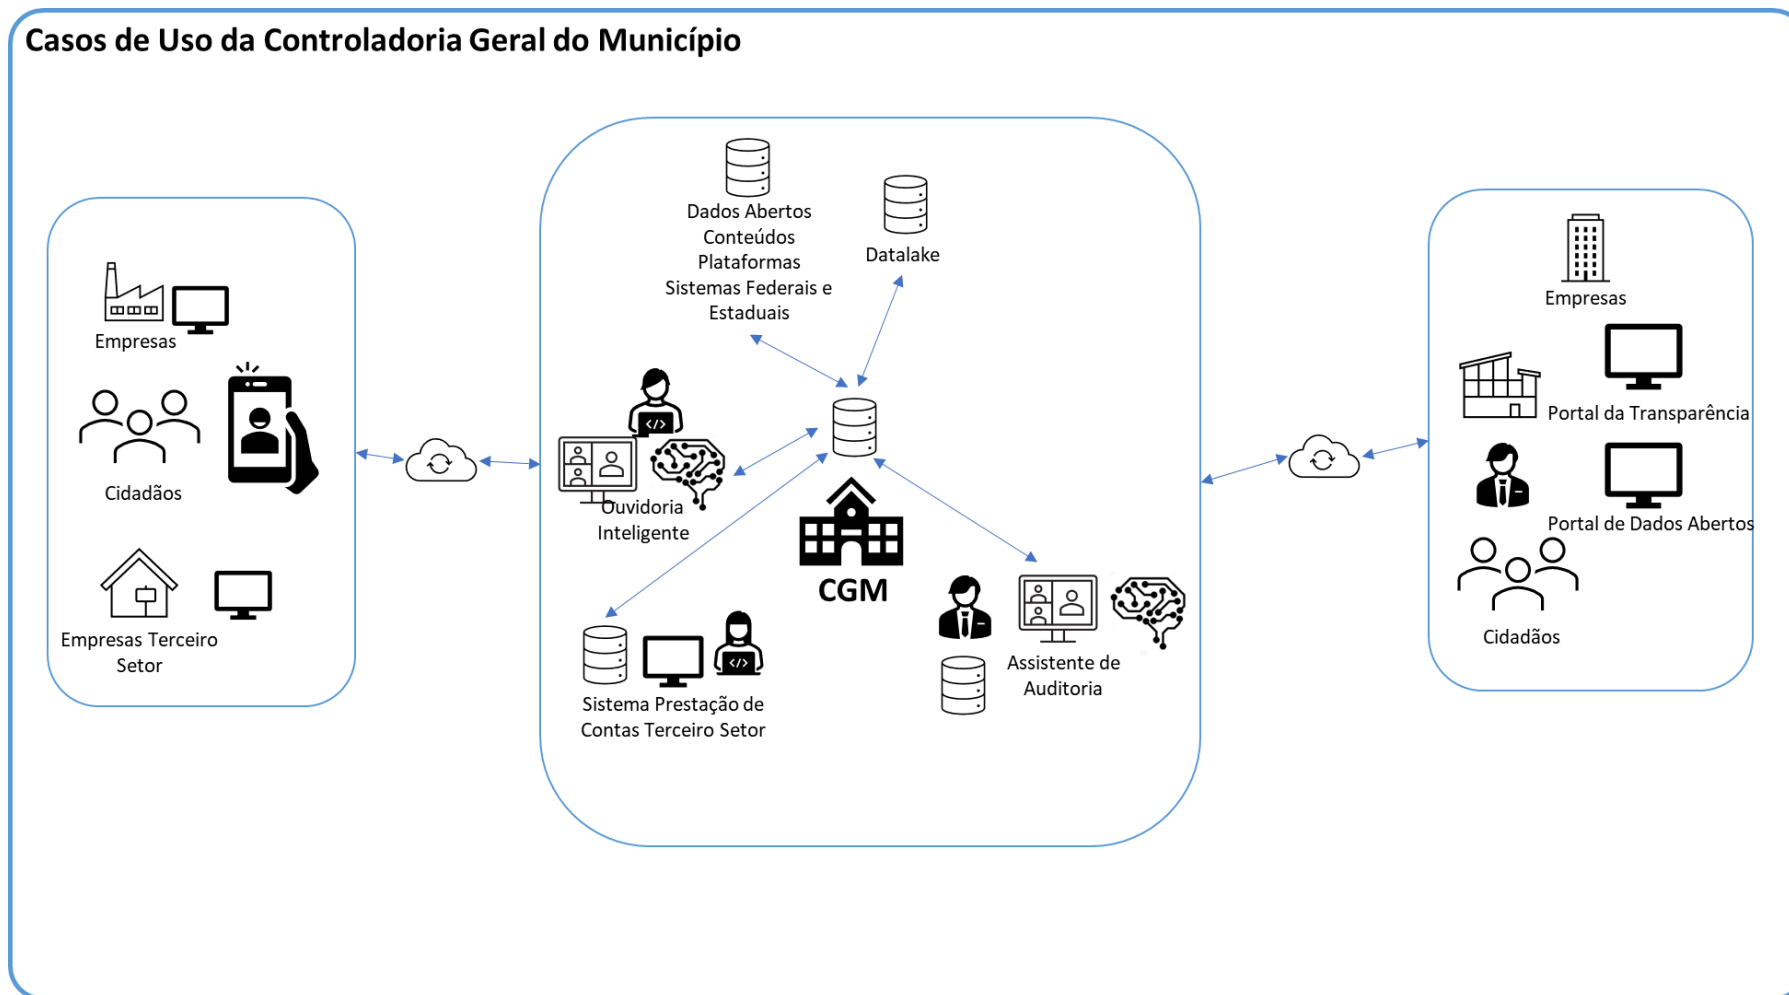 Casos de Uso da Controladoria Geral do Município
Empresas
Cidadãos
Empresas Terceiro
Setor
Dados Abertos
Conteúdos
Plataformas
Sistemas Federais e
Estaduais
Datalake
Ouvidoria
Inteligente
CGM
Sistema Prestação de
Contas Terceiro Setor
Assistente de
Auditoria
Empresas
Portal da Transparência
Portal de Dados Abertos
Cidadãos